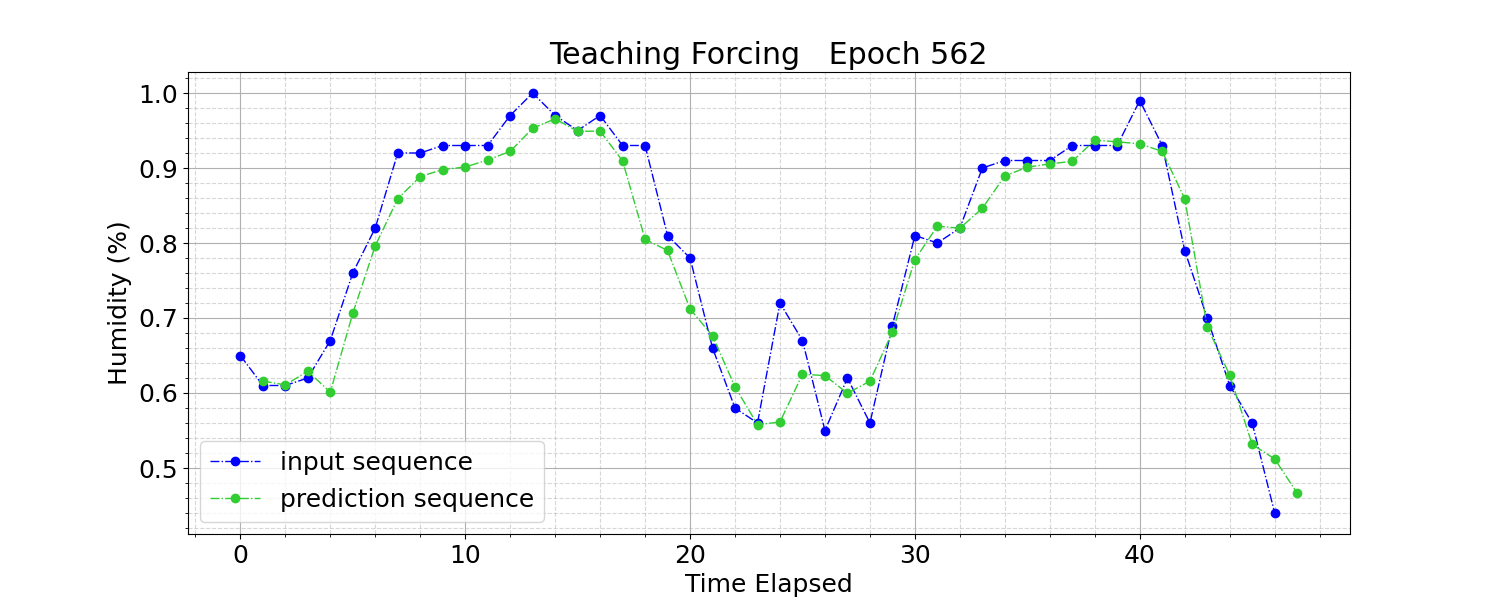 Teaching Forcing   Epoch 562
Humidity (%)
1.0
0.9
0.8
0.7
0.6
0.5
input sequence
prediction sequence
0 10 20 30 40
Time Elapsed